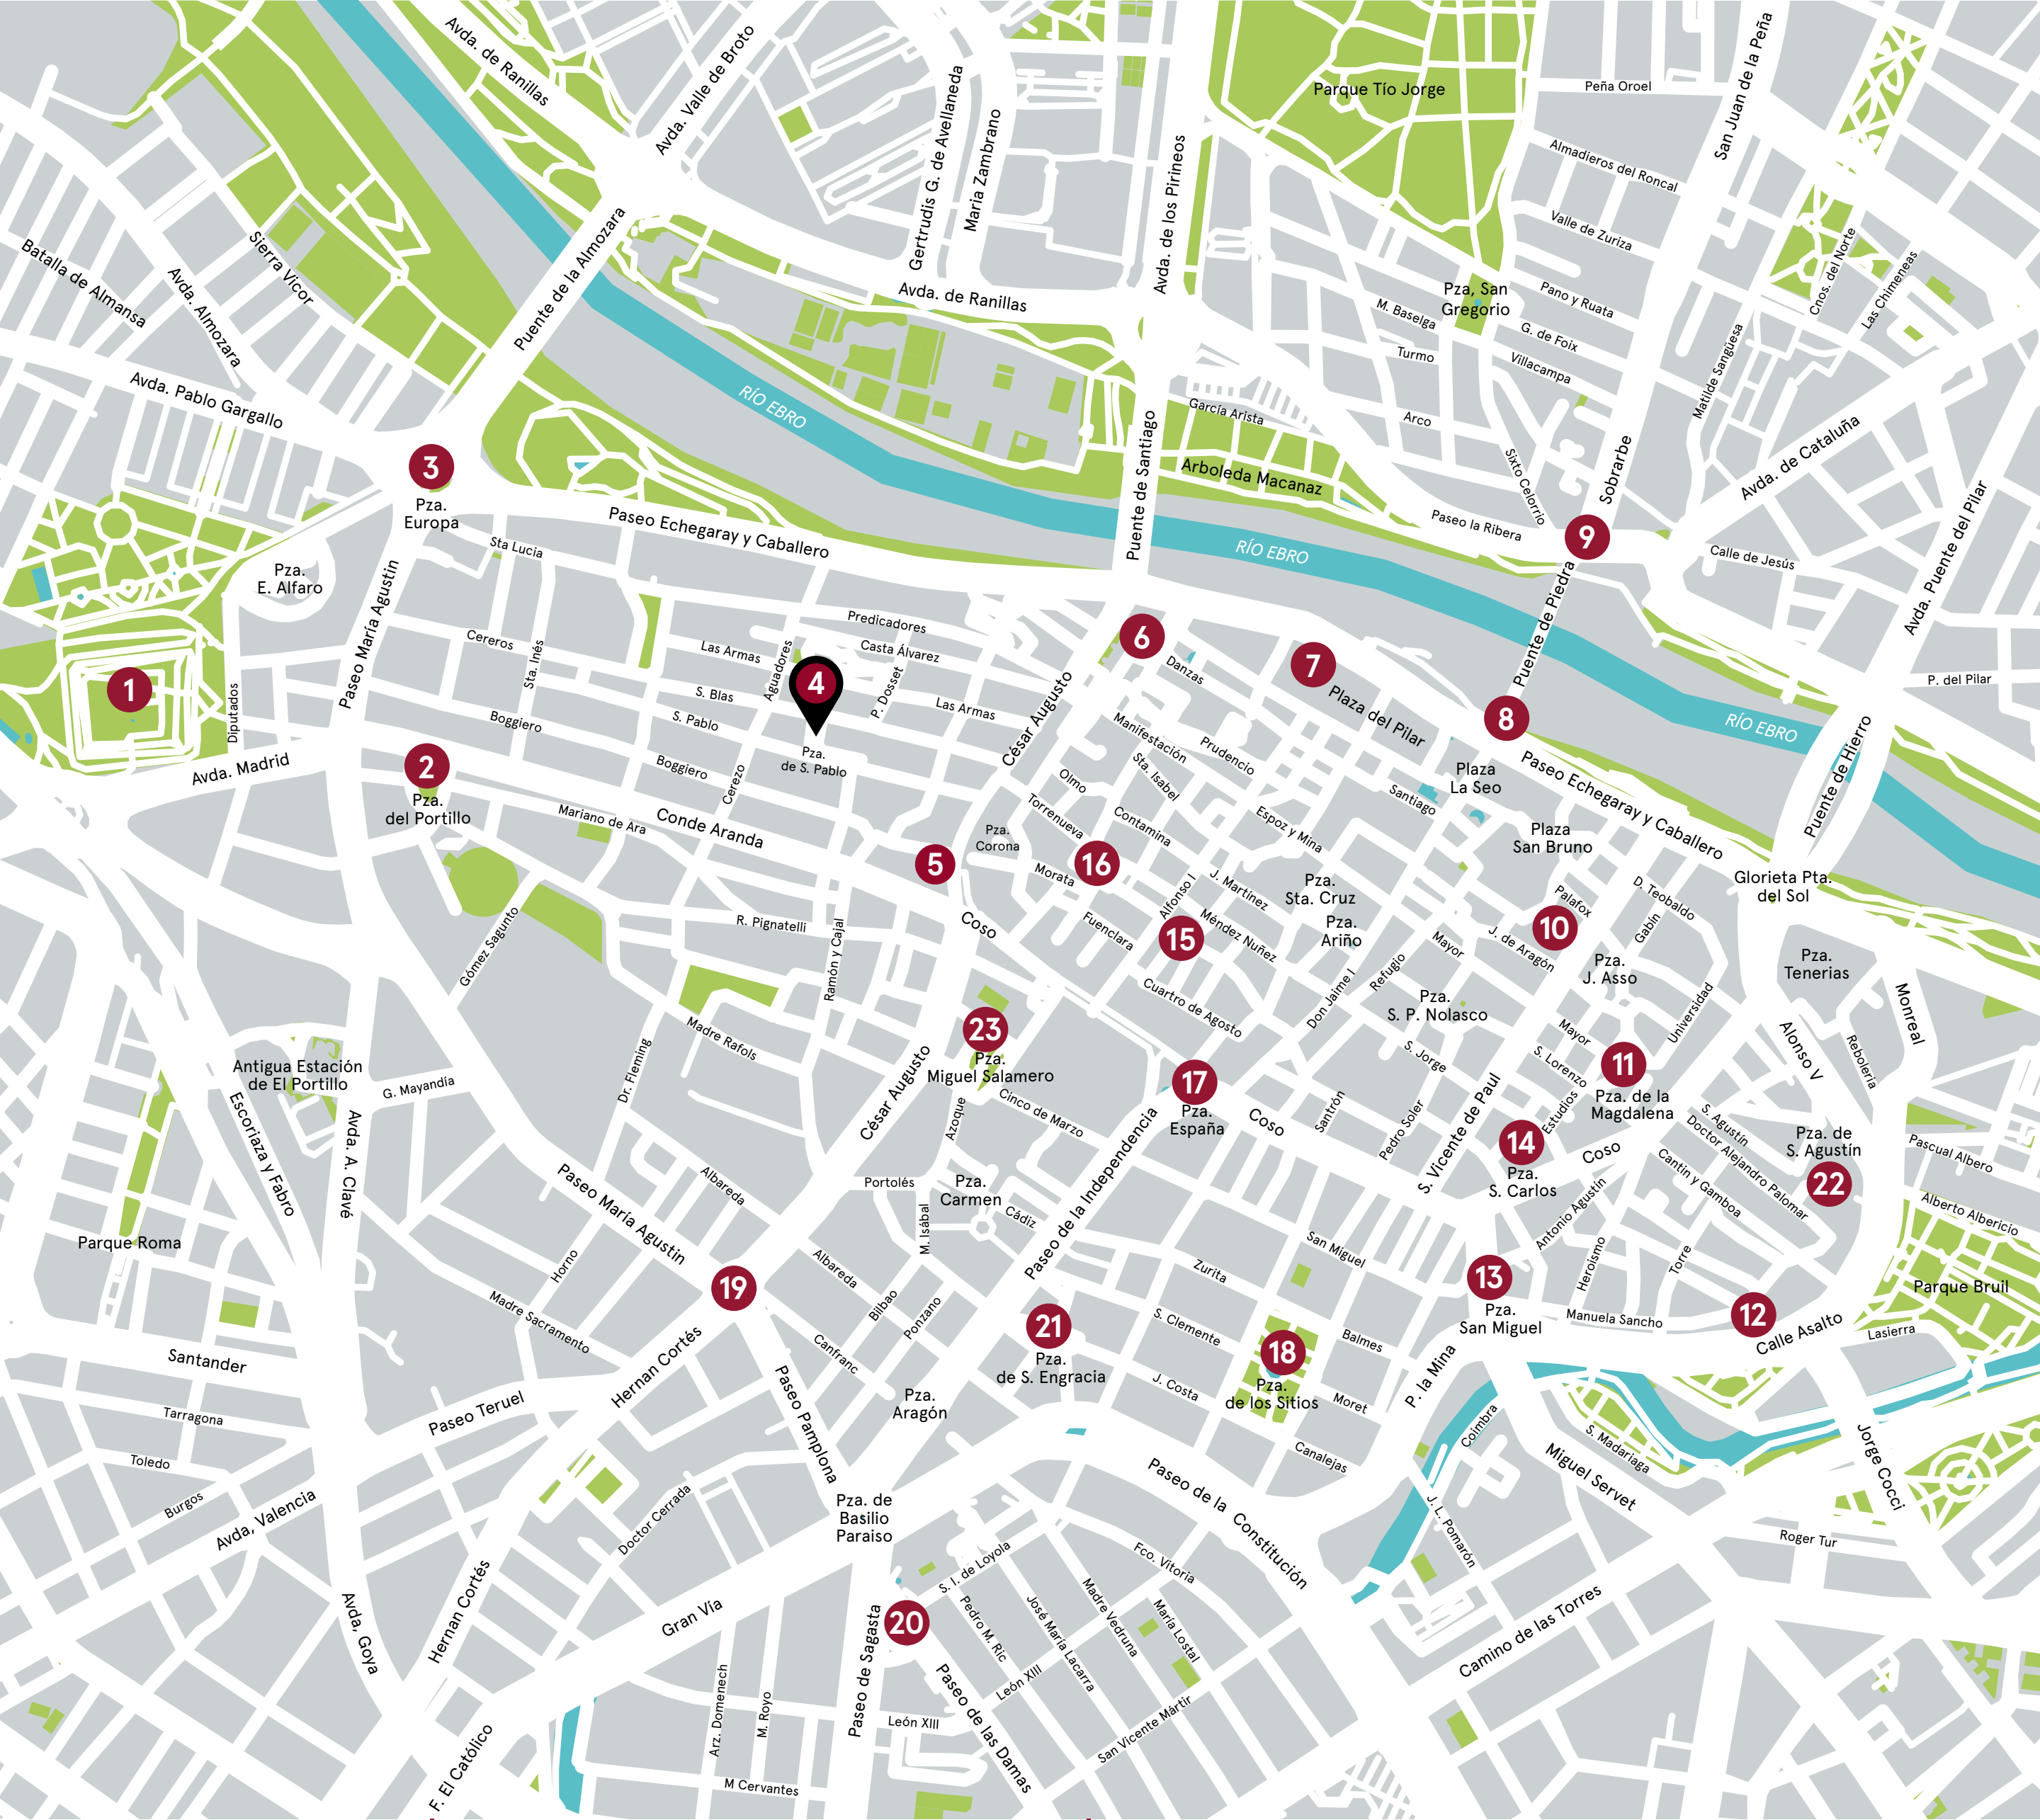 Avda. de Ranillas
Avda. Valle de Broto
Gertrudis G. de Avellaneda
Maria Zambrano
Avda. de los Pirineos
Parque Tío Jorge
Peña Oroel
San Juan de la Peña
Almadieros del Roncal
Valle de Zuriza
Batalla de Almansa
Avda. Almozara
Sierra Vicor
Puente de la Almozara
Avda. de Ranillas
Pza, San
Gregorio
Pano y Ruata
M. Baselga
G. de Foix
Turmo
Villacampa
Cnos. del Norte
Las Chimeneas
Matilde Sangüesa
Avda. Pablo Gargallo
RÍO EBRO
García Arista
Arco
Puente de Santiago
Arboleda Macanaz
Sixto Celorrio
Sobrarbe
Avda. de Cataluña
Avda. Puente del Pilar
3
Pza.
Europa
Paseo Echegaray y Caballero
Sta Lucia
RÍO EBRO
Paseo la Ribera
9
Calle de Jesús
Pza.
E. Alfaro
Paseo María Agustin
Puente de Piedra
Predicadores
Cereros
Sta. Inés
Las Armas
Casta Álvarez
Aguadores
6
Danzas
7
Plaza del Pilar
P. del Pilar
1
Diputados
4
P. Dosset
S. Blas
Las Armas
S. Pablo
Boggiero
César Augusto
8
RÍO EBRO
Manifestación
Prudencio
Avda. Madrid
2
Pza.
del Portillo
Pza.
de S. Pablo
Boggiero
Cerezo
Sta. Isabel
Olmo
Plaza
La Seo
Santiago
Paseo Echegaray y Caballero
Puente de Hierro
Mariano de Ara
Conde Aranda
Torrenueva
Contamina
Espoz y Mina
Plaza
San Bruno
Pza.
Corona
5
16
Morata
Alfonso I
J. Martínez
Pza.
Sta. Cruz
Glorieta Pta.
del Sol
D. Teobaldo
Palafox
Gabín
10
Coso
Fuenclara
15
Méndez Nuñez
Pza.
Ariño
Mayor
J. de Aragón
R. Pignatelli
Gómez Sagunto
Ramón y Cajal
Pza.
J. Asso
Pza.
Tenerias
Refugio
Don Jaime I
Cuartro de Agosto
Pza.
S. P. Nolasco
Universidad
Monreal
23
Pza.
Miguel Salamero
Madre Rafols
Dr. Fleming
S. Jorge
Mayor
S. Lorenzo
11
Pza. de la
Magdalena
Alonso V
Reboleria
Antigua Estación
de El Portillo
G. Mayandía
Escoriaza y Fabro
Avda. A. Clavé
César Augusto
Azoque
Cinco de Marzo
17
Pza.
España
Coso
Santrón
Pedro Soler
S. Vicente de Paul
Estudios
14
Pza.
S. Carlos
Coso
S. Agustín
Doctor Alejandro Palomar
Cantin y Gamboa
Pza. de
S. Agustín
22
Pascual Albero
Alberto Albericio
Albareda
Portolés
Pza.
Carmen
M. Isábal
Cádiz
Paseo de la Independencia
Antonio Agustín
Heroismo
Torre
Parque Roma
Paseo María Agustin
Horno
Albareda
Zurita
San Miguel
13
Pza.
San Miguel
Manuela Sancho
12
Calle Asalto
Parque Bruil
Lasierra
19
Madre Sacramento
Bilbao
Ponzano
21
Pza.
de S. Engracia
S. Clemente
18
Pza.
de los Sitios
Balmes
P. la Mina
Santander
Hernan Cortés
Canfranc
J. Costa
Moret
Paseo Teruel
Paseo Pamplona
Pza.
Aragón
Tarragona
Toledo
Canalejas
Coimbra
Miguel Servet
S. Madariaga
Jorge Cocci
Burgos
Avda, Valencia
Doctor Cerrada
Pza. de
Basilio
Paraiso
Paseo de la Constitución
J. L. Pomarón
Roger Tur
S. I. de Loyola
Fco. Vitoria
Avda, Goya
Hernan Cortés
Gran Vía
Paseo de Sagasta
20
Pedro M. Ric
José María Lacarra
Madre Vedruna
María Lostal
Camino de las Torres
León XIII
Arz. Domenech
M. Royo
León XIII
Paseo de las Damas
San Vicente Mártir
F. El Católico
M Cervantes